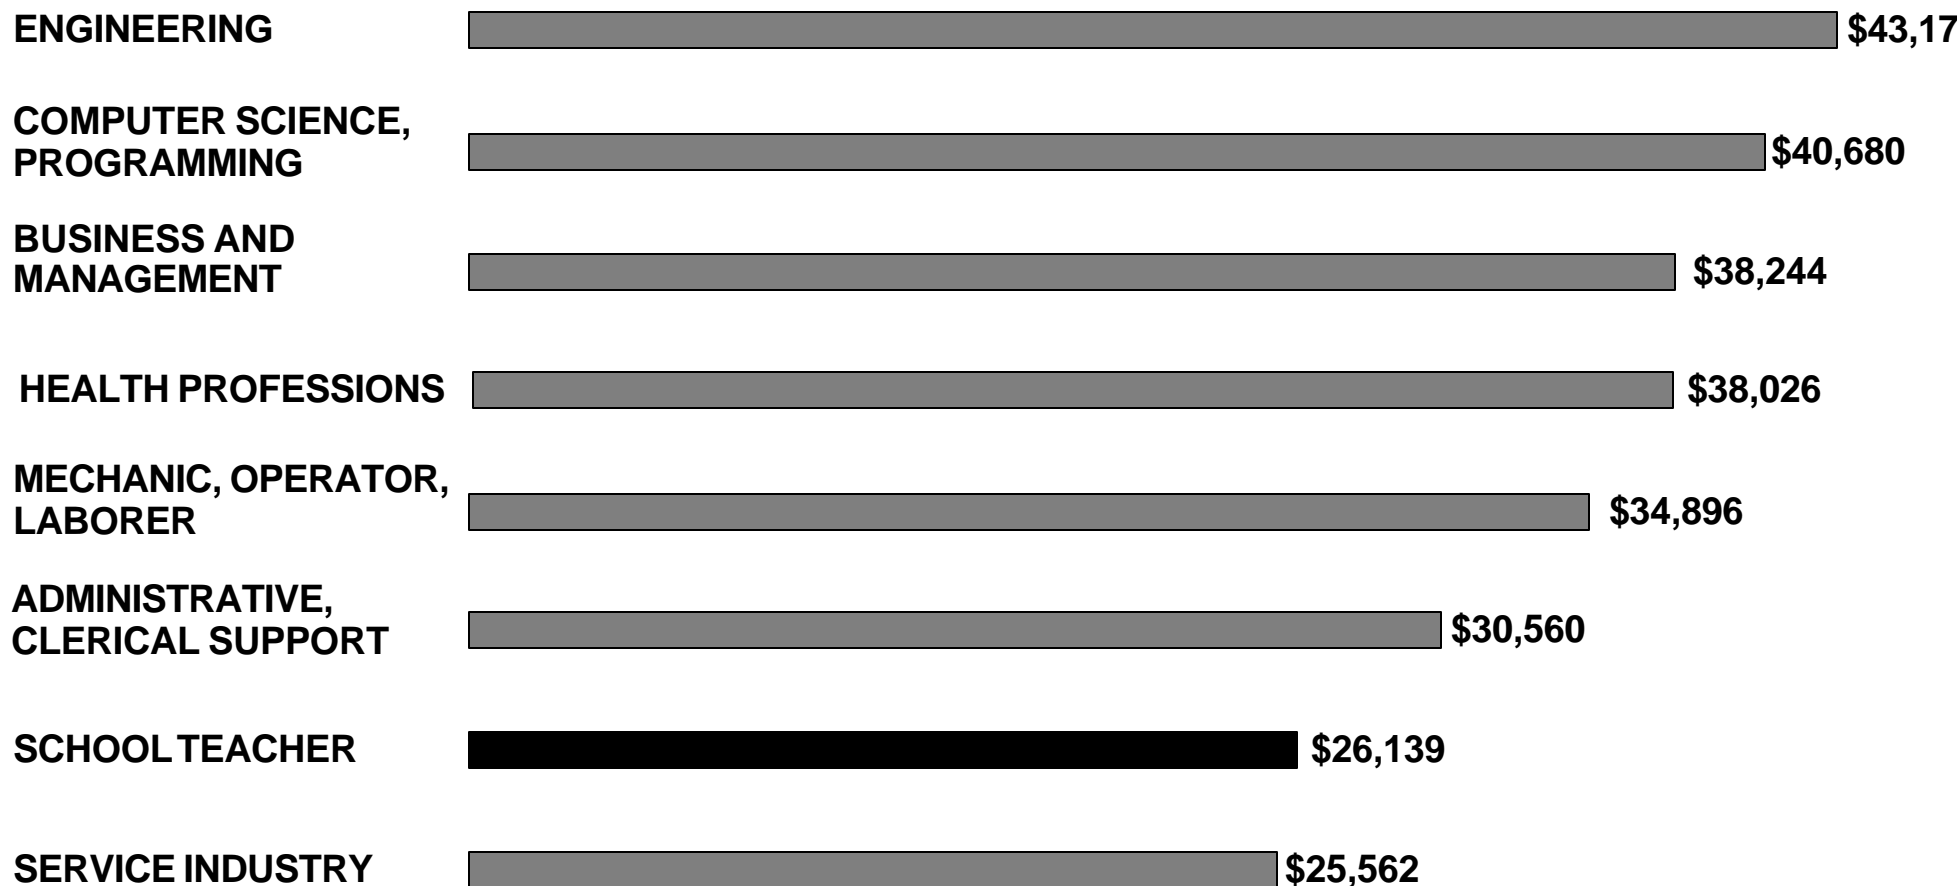 ENGINEERING $43,17
COMPUTER SCIENCE,
PROGRAMMING
$40,680
BUSINESS AND
MANAGEMENT
$38,244
HEALTH PROFESSIONS $38,026
MECHANIC, OPERATOR,
LABORER
$34,896
ADMINISTRATIVE,
CLERICAL SUPPORT
$30,560
SCHOOL TEACHER $26,139
SERVICE INDUSTRY $25,562